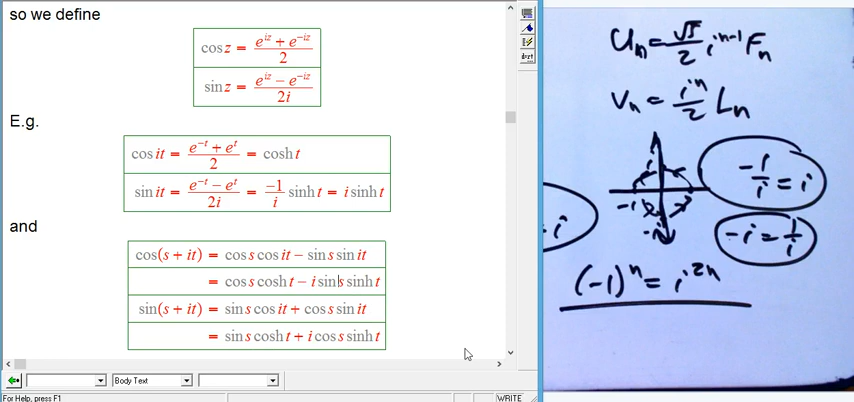 so we define
cos z = (e^{iz} + e^{-iz})/2
sin z = (e^{iz} − e^{-iz})/2i
E.g.
cos it = (e^{-t} + e^{t})/2 = cosh t
sin it = (e^{-t} − e^{t})/2i = (-1/i) sinh t = i sinh t
and
cos(s + it) = cos s cos it − sin s sin it
= cos s cosh t − i sin s sinh t
sin(s + it) = sin s cos it + cos s sin it
= sin s cosh t + i cos s sinh t
Body Text
For Help, press F1
WRITE
U_n = (√5/2) i^{n-1} F_n
V_n = (i^n/2) L_n
i
-1
-i
-1/i = i
= i
-i = 1/i
(-1)^n = i^{2n}